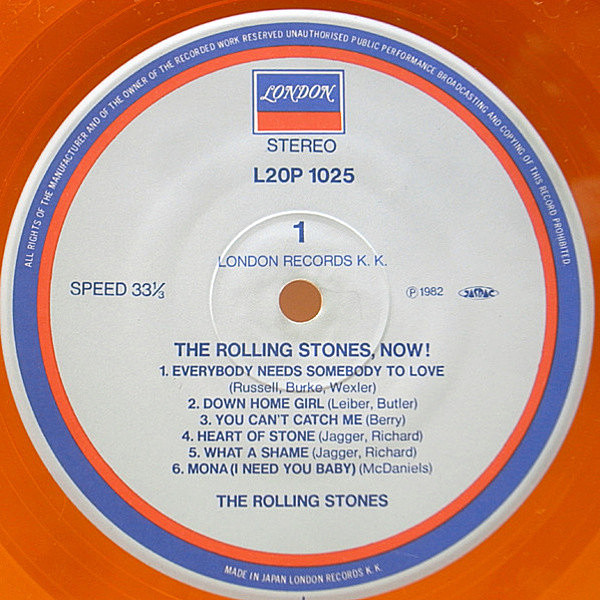 ALL RIGHTS OF THE MANUFACTURER AND OF THE OWNER OF THE RECORDED WORK RESERVED UNAUTHORISED PUBLIC PERFORMANCE BROADCASTING AND COPYING OF THIS RECORD PROHIBITED
LONDON
STEREO
L20P 1025
1
LONDON RECORDS K. K.
SPEED 33⅓
Ⓟ 1982 JASRAC
THE ROLLING STONES, NOW!
1. EVERYBODY NEEDS SOMEBODY TO LOVE
(Russell, Burke, Wexler)
2. DOWN HOME GIRL (Leiber, Butler)
3. YOU CAN'T CATCH ME (Berry)
4. HEART OF STONE (Jagger, Richard)
5. WHAT A SHAME (Jagger, Richard)
6. MONA (I NEED YOU BABY) (McDaniels)
THE ROLLING STONES
MADE IN JAPAN LONDON RECORDS K. K.